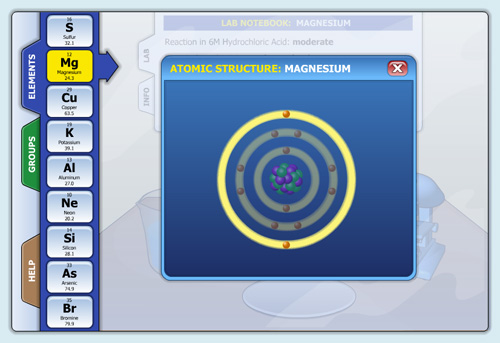 ELEMENTS
GROUPS
HELP
16
S
Sulfur
32.1
12
Mg
Magnesium
24.3
29
Cu
Copper
63.5
19
K
Potassium
39.1
13
Al
Aluminum
27.0
10
Ne
Neon
20.2
14
Si
Silicon
28.1
33
As
Arsenic
74.9
35
Br
Bromine
79.9
LAB
INFO
LAB NOTEBOOK: MAGNESIUM
Reaction in 6M Hydrochloric Acid: moderate
ATOMIC STRUCTURE: MAGNESIUM
X